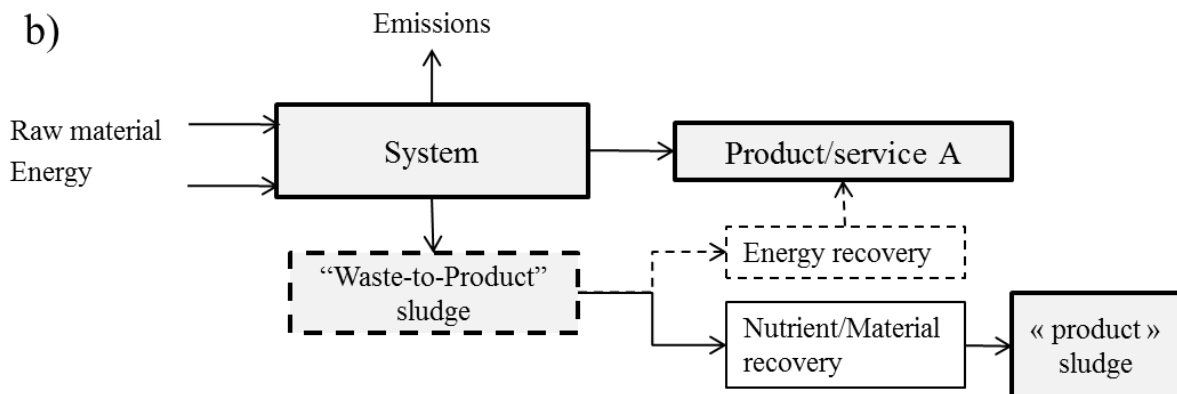 b)
Emissions
Raw material
Energy
System
Product/service A
“Waste-to-Product”
sludge
Energy recovery
Nutrient/Material
recovery
« product »
sludge